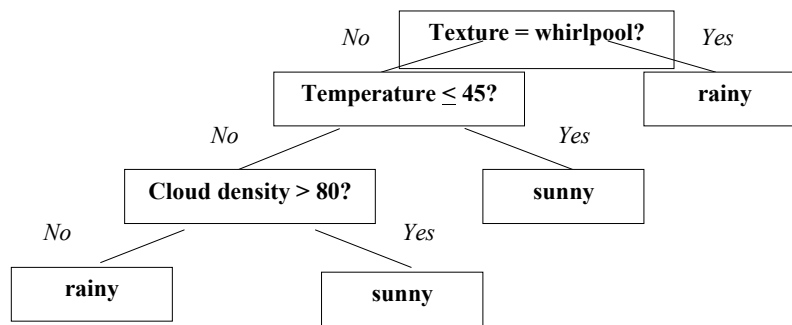 No
Texture = whirlpool?
Yes
Temperature ≤ 45?
rainy
No
Yes
Cloud density > 80?
sunny
No
Yes
rainy
sunny